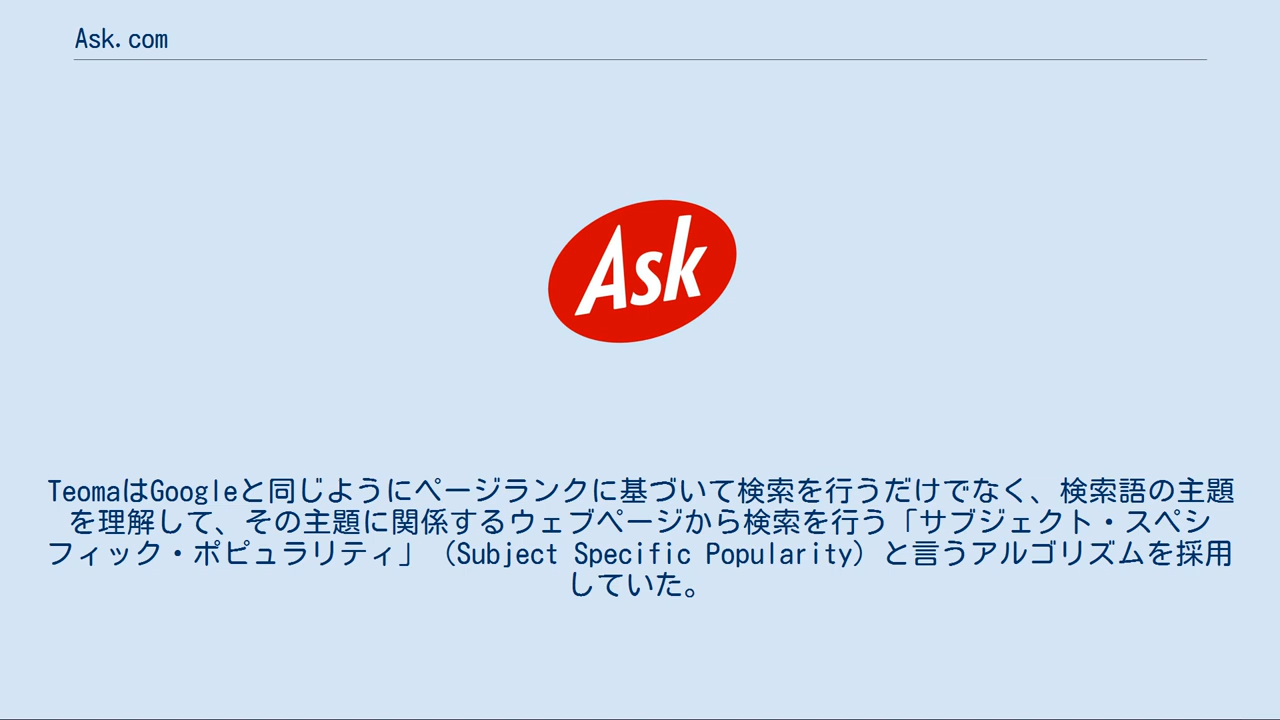 Ask.com
Ask
TeomaはGoogleと同じようにページランクに基づいて検索を行うだけでなく、検索語の主題
を理解して、その主題に関係するウェブページから検索を行う「サブジェクト・スペシ
フィック・ポピュラリティ」（Subject Specific Popularity）と言うアルゴリズムを採用
していた。